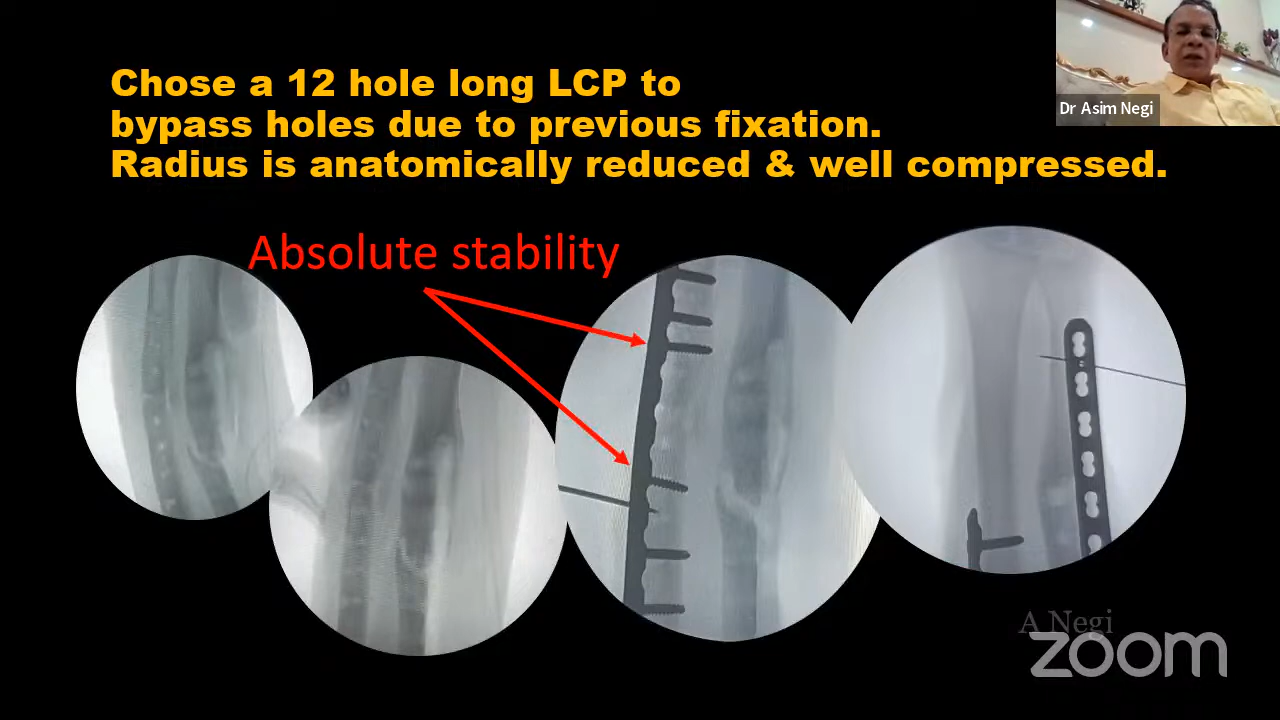 Chose a 12 hole long LCP to
bypass holes due to previous fixation.
Radius is anatomically reduced & well compressed.
Dr Asim Negi
Absolute stability
A Negi
zoom